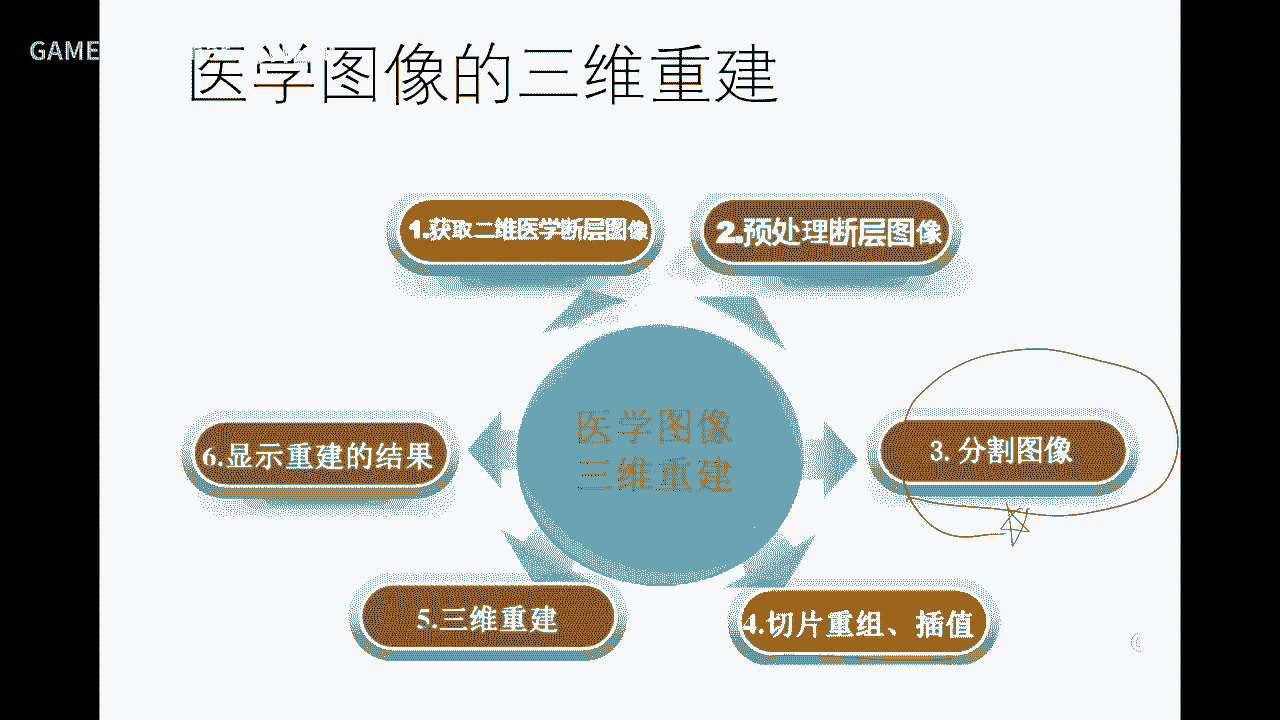 GAME
医学图像的三维重建
1.获取二维医学断层图像
2.预处理断层图像
医学图像
三维重建
6.显示重建的结果
3. 分割图像
5.三维重建
4.切片重组、插值